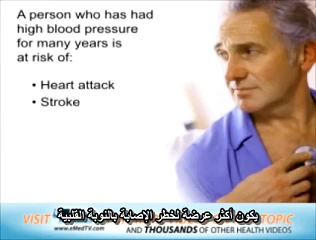 A person who has had
high blood pressure
for many years is
at risk of:
• Heart attack
• Stroke
يكون أكثر عرضة لخطر الإصابة بالنوبة القلبية
VISIT TOPIC
www.eMedTV.com AND THOUSANDS OF OTHER HEALTH VIDEOS